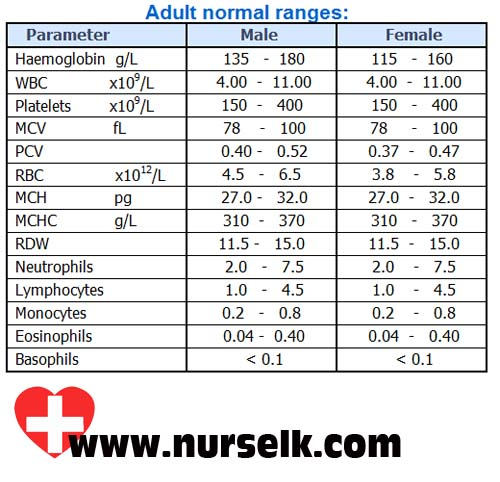 Adult normal ranges:
Parameter Male Female
Haemoglobin g/L 135 - 180 115 - 160
WBC x10⁹/L 4.00 - 11.00 4.00 - 11.00
Platelets x10⁹/L 150 - 400 150 - 400
MCV fL 78 - 100 78 - 100
PCV 0.40 - 0.52 0.37 - 0.47
RBC x10¹²/L 4.5 - 6.5 3.8 - 5.8
MCH pg 27.0 - 32.0 27.0 - 32.0
MCHC g/L 310 - 370 310 - 370
RDW 11.5 - 15.0 11.5 - 15.0
Neutrophils 2.0 - 7.5 2.0 - 7.5
Lymphocytes 1.0 - 4.5 1.0 - 4.5
Monocytes 0.2 - 0.8 0.2 - 0.8
Eosinophils 0.04 - 0.40 0.04 - 0.40
Basophils < 0.1 < 0.1
www.nurselk.com